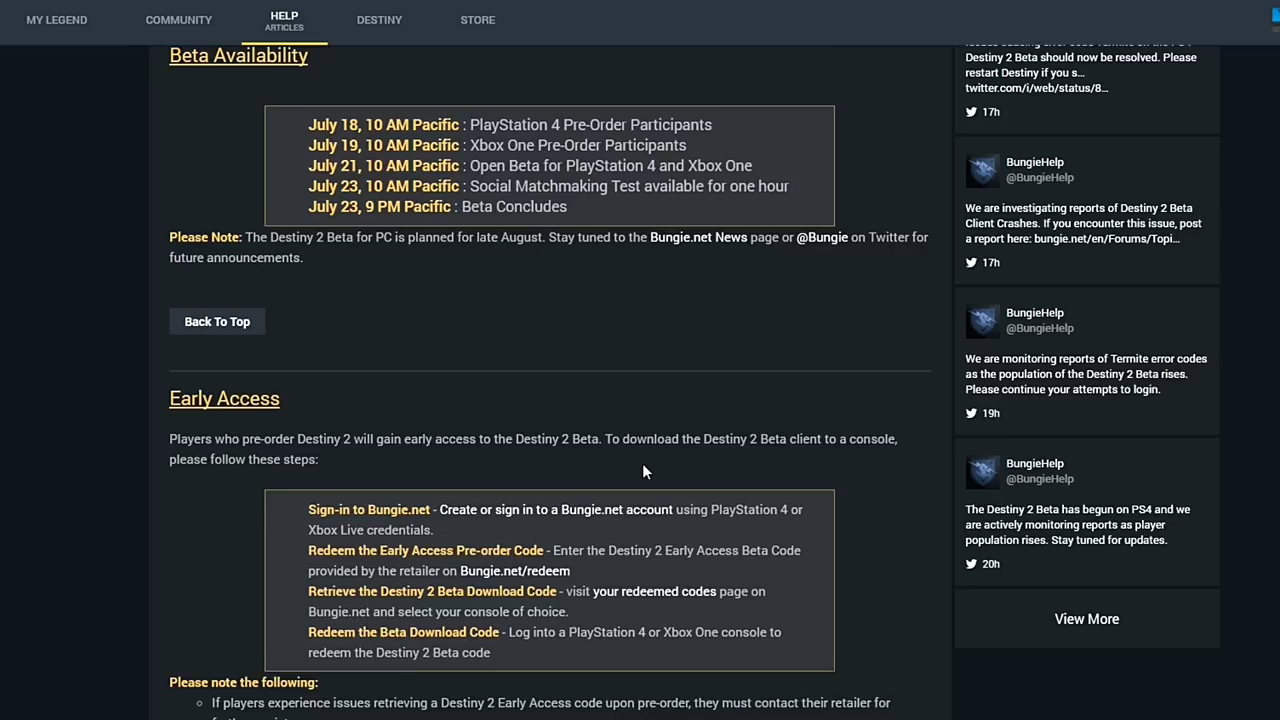 MY LEGEND
COMMUNITY
HELP
ARTICLES
DESTINY
STORE
Beta Availability
July 18, 10 AM Pacific : PlayStation 4 Pre-Order Participants
July 19, 10 AM Pacific : Xbox One Pre-Order Participants
July 21, 10 AM Pacific : Open Beta for PlayStation 4 and Xbox One
July 23, 10 AM Pacific : Social Matchmaking Test available for one hour
July 23, 9 PM Pacific : Beta Concludes
Please Note: The Destiny 2 Beta for PC is planned for late August. Stay tuned to the Bungie.net News page or @Bungie on Twitter for
future announcements.
Back To Top
Early Access
Players who pre-order Destiny 2 will gain early access to the Destiny 2 Beta. To download the Destiny 2 Beta client to a console,
please follow these steps:
Sign-in to Bungie.net - Create or sign in to a Bungie.net account using PlayStation 4 or
Xbox Live credentials.
Redeem the Early Access Pre-order Code - Enter the Destiny 2 Early Access Beta Code
provided by the retailer on Bungie.net/redeem
Retrieve the Destiny 2 Beta Download Code - visit your redeemed codes page on
Bungie.net and select your console of choice.
Redeem the Beta Download Code - Log into a PlayStation 4 or Xbox One console to
redeem the Destiny 2 Beta code
Please note the following:
If players experience issues retrieving a Destiny 2 Early Access code upon pre-order, they must contact their retailer for
Destiny 2 Beta should now be resolved. Please
restart Destiny if you s...
twitter.com/i/web/status/8...
17h
BungieHelp
@BungieHelp
We are investigating reports of Destiny 2 Beta
Client Crashes. If you encounter this issue, post
a report here: bungie.net/en/Forums/Topi...
17h
BungieHelp
@BungieHelp
We are monitoring reports of Termite error codes
as the population of the Destiny 2 Beta rises.
Please continue your attempts to login.
19h
BungieHelp
@BungieHelp
The Destiny 2 Beta has begun on PS4 and we
are actively monitoring reports as player
population rises. Stay tuned for updates.
20h
View More